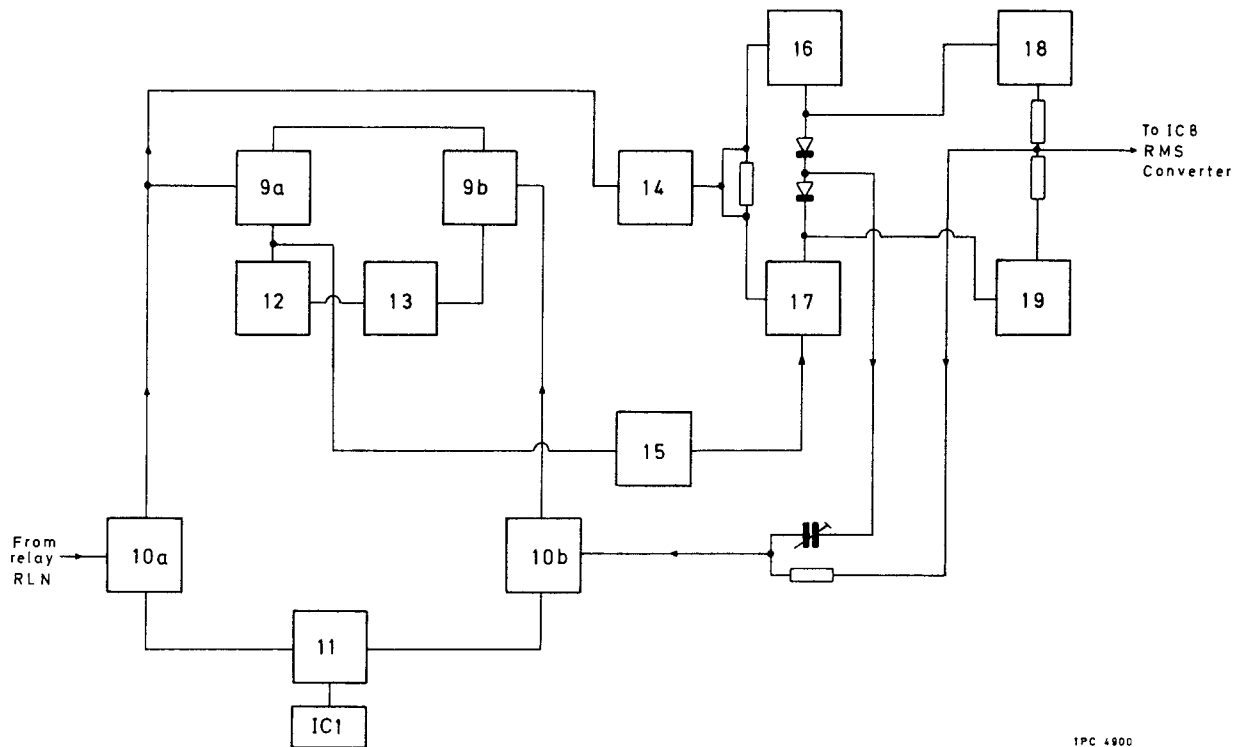 16
18
To IC8
RMS
Converter
9a
9b
14
12
13
17
19
15
From
relay
RLN
10a
10b
11
IC1
TPC 4900